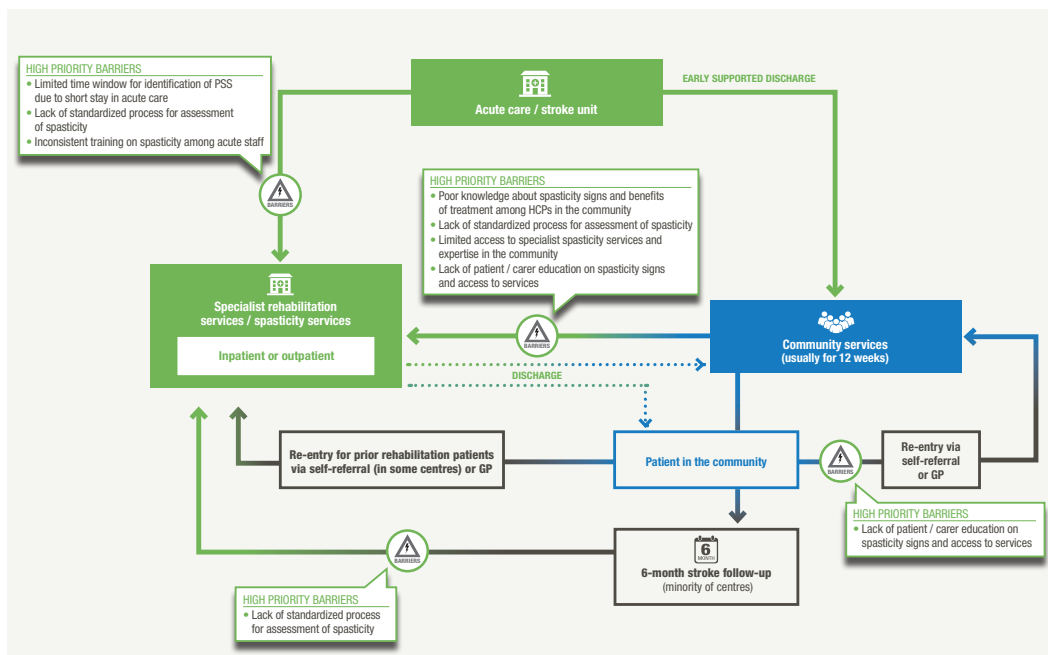 HIGH PRIORITY BARRIERS
• Limited time window for identification of PSS
due to short stay in acute care
• Lack of standardized process for assessment
of spasticity
• Inconsistent training on spasticity among acute staff
Acute care / stroke unit
EARLY SUPPORTED DISCHARGE
BARRIERS
HIGH PRIORITY BARRIERS
• Poor knowledge about spasticity signs and benefits
of treatment among HCPs in the community
• Lack of standardized process for assessment of spasticity
• Limited access to specialist spasticity services and
expertise in the community
• Lack of patient / carer education on spasticity signs
and access to services
Specialist rehabilitation
services / spasticity services
Inpatient or outpatient
BARRIERS
Community services
(usually for 12 weeks)
DISCHARGE
Re-entry for prior rehabilitation patients
via self-referral (in some centres) or GP
Patient in the community
BARRIERS
Re-entry via
self-referral
or GP
HIGH PRIORITY BARRIERS
• Lack of patient / carer education on
spasticity signs and access to services
BARRIERS
6
MONTH
6-month stroke follow-up
(minority of centres)
HIGH PRIORITY BARRIERS
• Lack of standardized process
for assessment of spasticity